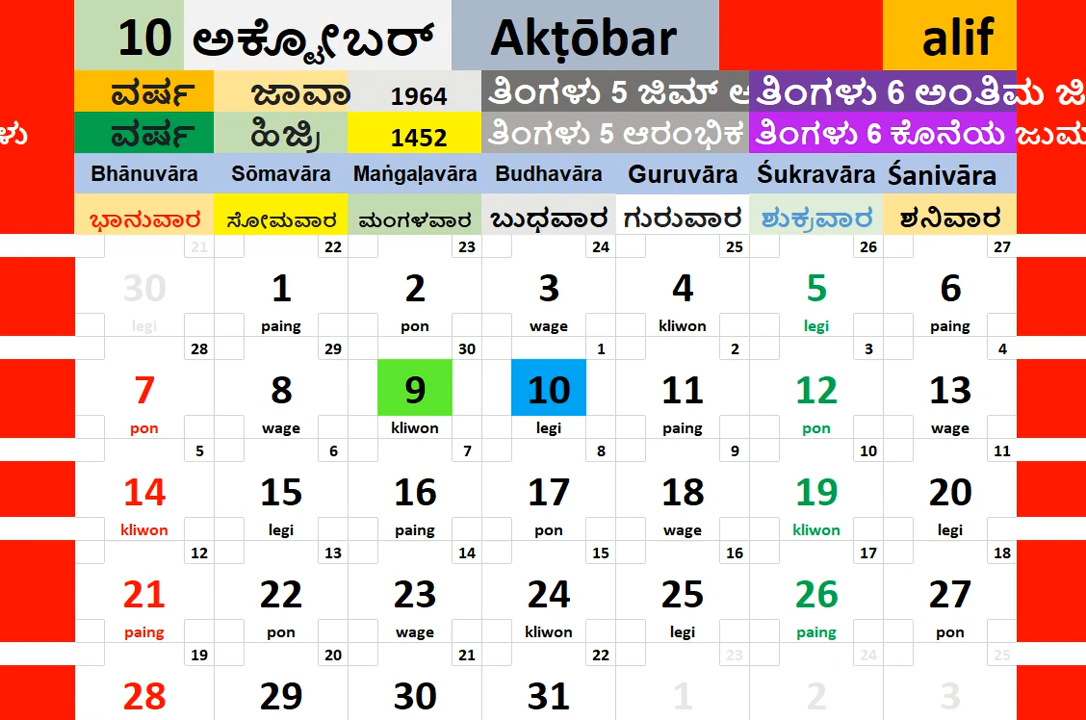 10 ಅಕ್ಟೋಬರ್ Akṭōbar alif
ವರ್ಷ ಜಾವಾ 1964 ತಿಂಗಳು 5 ಜಿಮ್ ತಿಂಗಳು 6 ಅಂತಿಮ
ವರ್ಷ ಹಿಜ್ರಿ 1452 ತಿಂಗಳು 5 ಆರಂಭಿಕ ತಿಂಗಳು 6 ಕೊನೆಯ
Bhānuvāra Sōmavāra Maṅgaḷavāra Budhavāra Guruvāra Śukravāra Śanivāra
ಭಾನುವಾರ ಸೋಮವಾರ ಮಂಗಳವಾರ ಬುಧವಾರ ಗುರುವಾರ ಶುಕ್ರವಾರ ಶನಿವಾರ
21 22 23 24 25 26 27
30 1 2 3 4 5 6
legi paing pon wage kliwon legi paing
28 29 30 1 2 3 4
7 8 9 10 11 12 13
pon wage kliwon legi paing pon wage
5 6 7 8 9 10 11
14 15 16 17 18 19 20
kliwon legi paing pon wage kliwon legi
12 13 14 15 16 17 18
21 22 23 24 25 26 27
paing pon wage kliwon legi paing pon
19 20 21 22 23 24 25
28 29 30 31 1 2 3